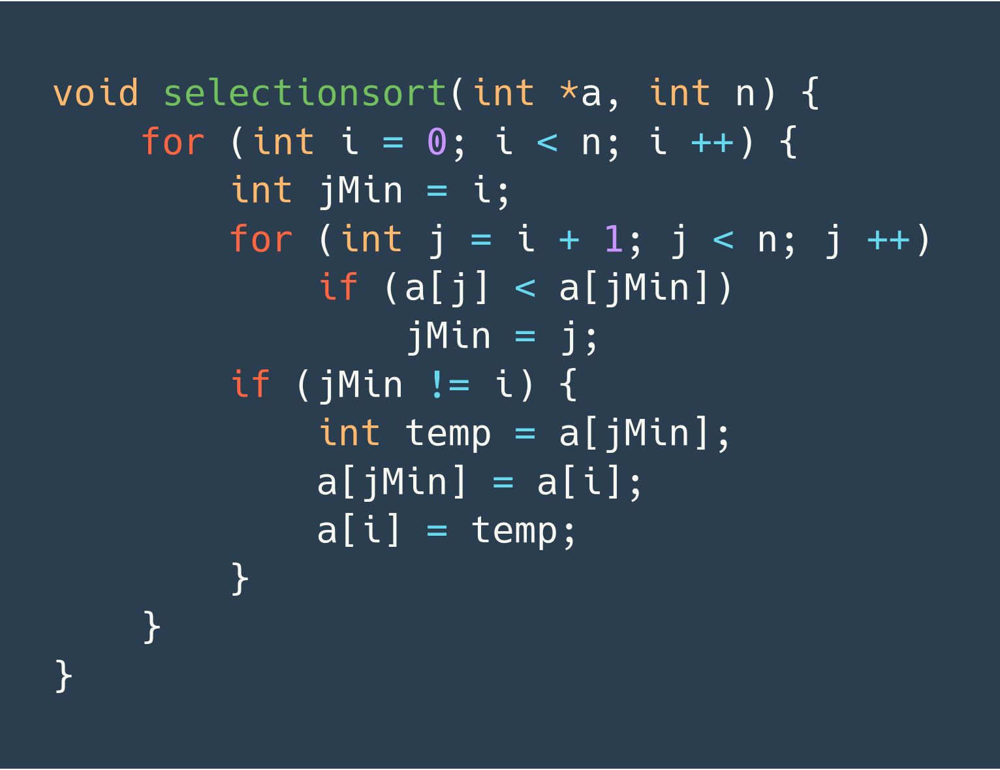 void selectionsort(int *a, int n) {
    for (int i = 0; i < n; i ++) {
        int jMin = i;
        for (int j = i + 1; j < n; j ++)
            if (a[j] < a[jMin])
                jMin = j;
        if (jMin != i) {
            int temp = a[jMin];
            a[jMin] = a[i];
            a[i] = temp;
        }
    }
}